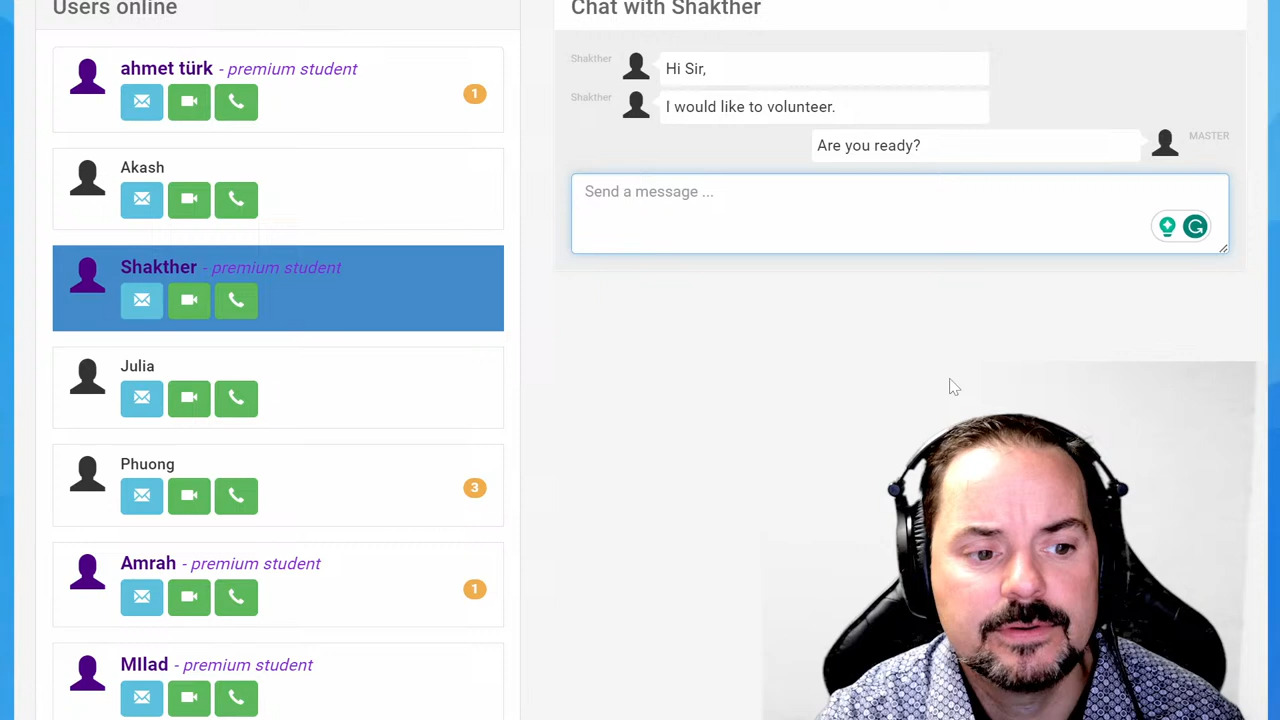 Users online
ahmet türk - premium student
1
Akash
Shakther - premium student
Julia
Phuong
3
Amrah - premium student
1
MIlad - premium student
Chat with Shakther
Shakther
Hi Sir,
Shakther
I would like to volunteer.
Are you ready?
MASTER
Send a message ...